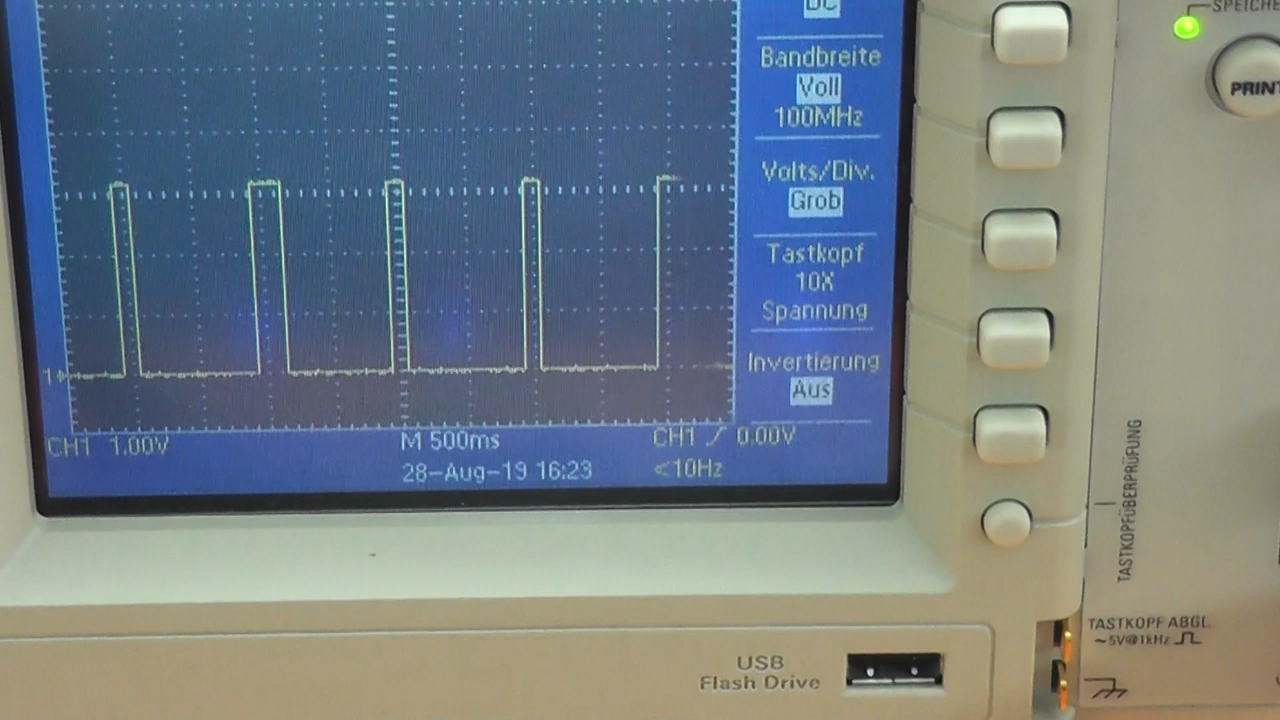 DC
Bandbreite
Voll
100MHz
Volts/Div.
Grob
Tastkopf
10X
Spannung
Invertierung
Aus
1
CH1 1.00V
M 500ms
CH1 0.00V
28-Aug-19 16:23
<10Hz
PRINT
TASTKOPFÜBERPRÜFUNG
TASTKOPF ABGL
~5V@1kHz
USB
Flash Drive